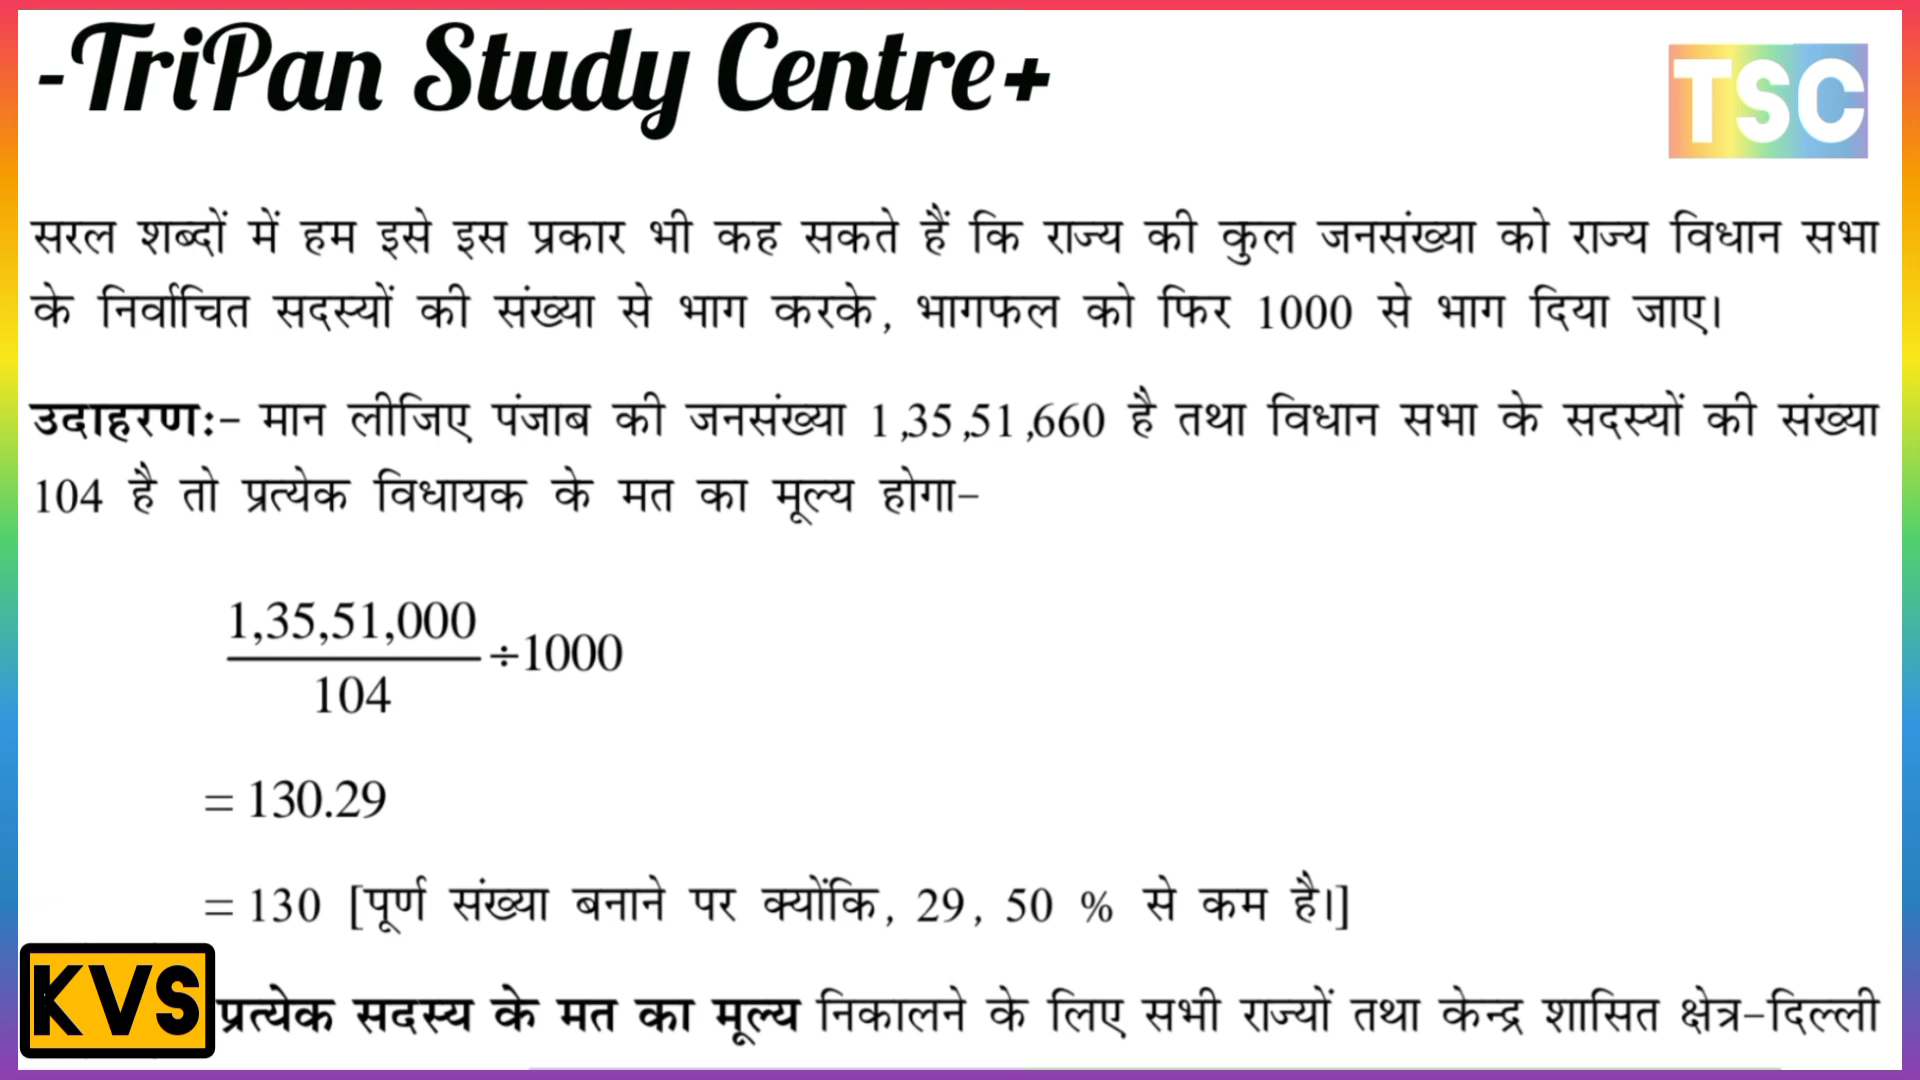 -TriPan Study Centre+
TSC
सरल शब्दों में हम इसे इस प्रकार भी कह सकते हैं कि राज्य की कुल जनसंख्या को राज्य विधान सभा
के निर्वाचित सदस्यों की संख्या से भाग करके, भागफल को फिर 1000 से भाग दिया जाए।
उदाहरणः- मान लीजिए पंजाब की जनसंख्या 1,35,51,660 है तथा विधान सभा के सदस्यों की संख्या
104 है तो प्रत्येक विधायक के मत का मूल्य होगा-
1,35,51,000
÷1000
104
= 130.29
= 130 [पूर्ण संख्या बनाने पर क्योंकि, 29, 50 % से कम है।]
KVS
प्रत्येक सदस्य के मत का मूल्य निकालने के लिए सभी राज्यों तथा केन्द्र शासित क्षेत्र-दिल्ली